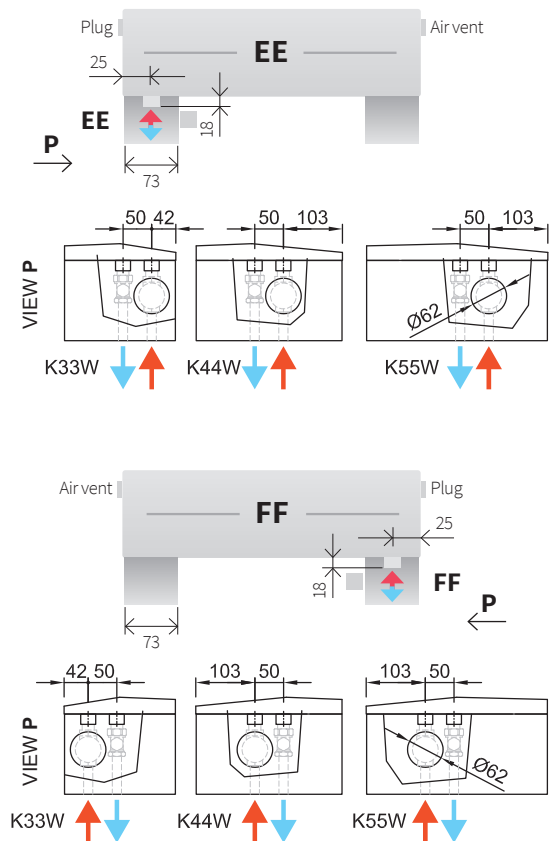 Plug
EE
Air vent
25
EE
18
P
73
50 42
50 103
50 103
VIEW P
Ø62
K33W
K44W
K55W
Air vent
FF
Plug
25
18
FF
P
73
42 50
103 50
103 50
VIEW P
Ø62
K33W
K44W
K55W